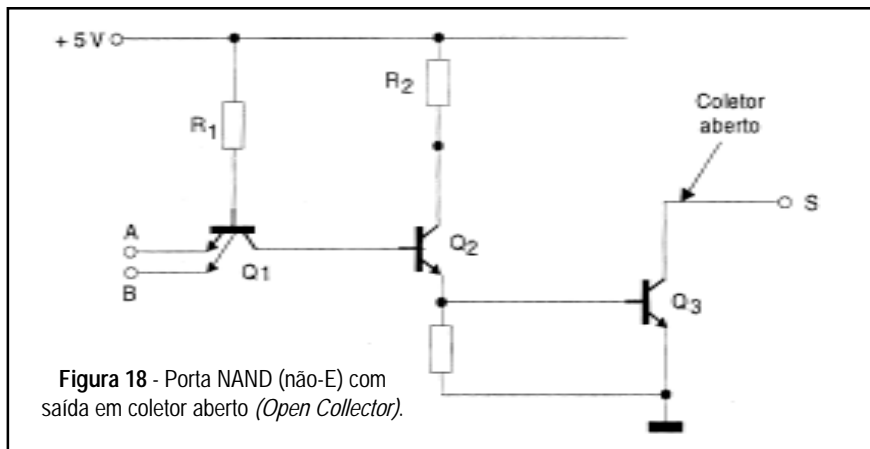 + 5 V
R2
R1
Coletor
aberto
S
A
B
Q1
Q2
Q3
Figura 18 - Porta NAND (não-E) com
saída em coletor aberto (Open Collector).